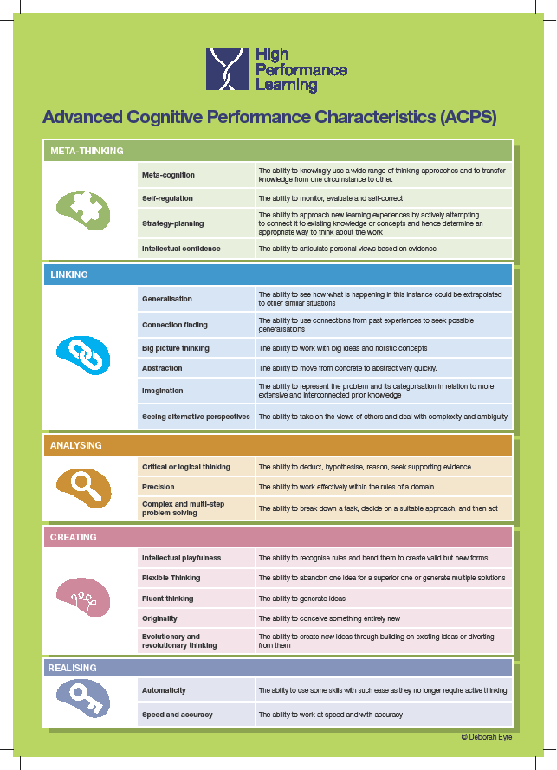 High
Performance
Learning
Advanced Cognitive Performance Characteristics (ACPS)
META-THINKING
Meta-cognition
The ability to knowingly use a wide range of thinking approaches and to transfer
knowledge from one circumstance to other
Self-regulation
The ability to monitor, evaluate and self-correct
Strategy-planning
The ability to approach new learning experiences by actively attempting
to connect it to existing knowledge or concepts and hence determine an
appropriate way to think about the work
Intellectual confidence
The ability to articulate personal views based on evidence
LINKING
Generalisation
The ability to see how what is happening in this instance could be extrapolated
to other similar situations
Connection finding
The ability to use connections from past experiences to seek possible
generalisations
Big picture thinking
The ability to work with big ideas and holistic concepts
Abstraction
The ability to move from concrete to abstract very quickly.
Imagination
The ability to represent the problem and its categorisation in relation to more
extensive and interconnected prior knowledge
Seeing alternative perspectives
The ability to take on the views of others and deal with complexity and ambiguity
ANALYSING
Critical or logical thinking
The ability to deduct, hypothesise, reason, seek supporting evidence
Precision
The ability to work effectively within the rules of a domain
Complex and multi-step
problem solving
The ability to break down a task, decide on a suitable approach, and then act
CREATING
Intellectual playfulness
The ability to recognise rules and bend them to create valid but new forms
Flexible Thinking
The ability to abandon one idea for a superior one or generate multiple solutions
Fluent thinking
The ability to generate ideas
Originality
The ability to conceive something entirely new
Evolutionary and
revolutionary thinking
The ability to create new ideas through building on existing ideas or diverting
from them
REALISING
Automaticity
The ability to use some skills with such ease as they no longer require active thinking
Speed and accuracy
The ability to work at speed and with accuracy
© Deborah Eyre